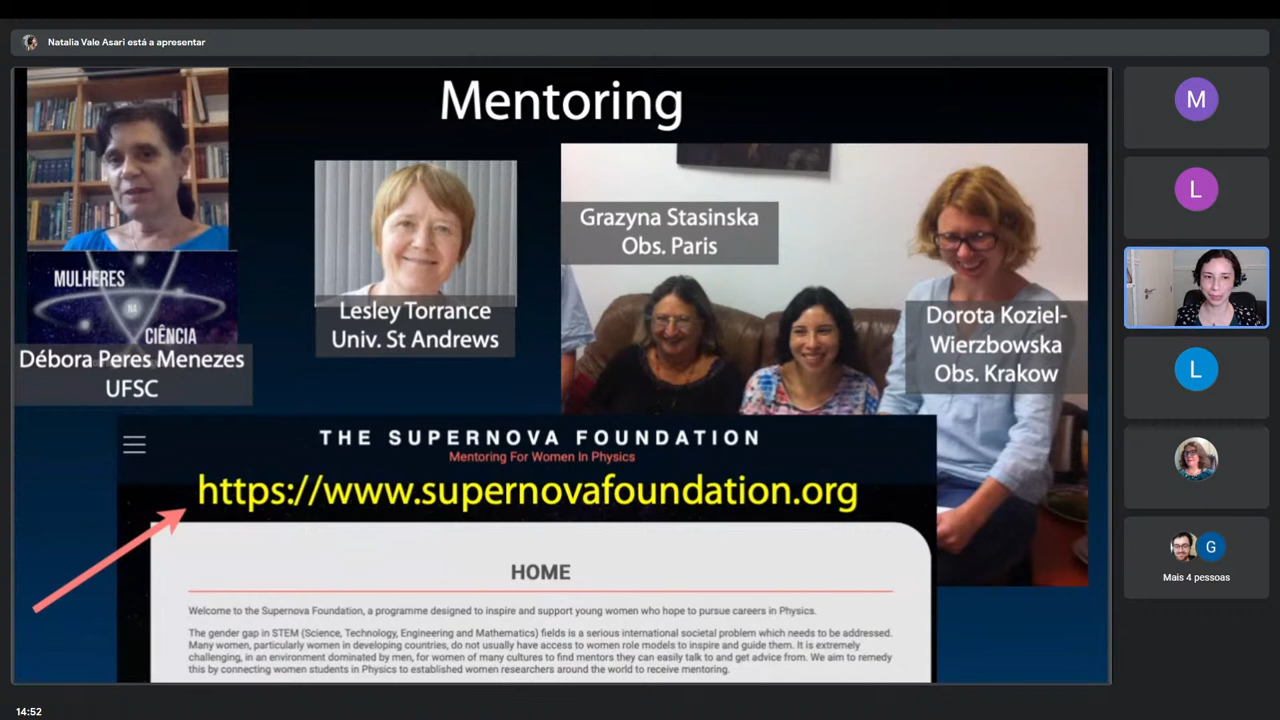 Natalia Vale Asari está a apresentar
Mentoring
MULHERES
NA
CIÊNCIA
Débora Peres Menezes
UFSC
Lesley Torrance
Univ. St Andrews
Grazyna Stasinska
Obs. Paris
Dorota Koziel-
Wierzbowska
Obs. Krakow
THE SUPERNOVA FOUNDATION
Mentoring For Women In Physics
https://www.supernovafoundation.org
HOME
Welcome to the Supernova Foundation, a programme designed to inspire and support young women who hope to pursue careers in Physics.
The gender gap in STEM (Science, Technology, Engineering and Mathematics) fields is a serious international societal problem which needs to be addressed.
Many women, particularly women in developing countries, do not usually have access to women role models to inspire and guide them. It is extremely
challenging, in an environment dominated by men, for women of many cultures to find mentors they can easily talk to and get advice from. We aim to remedy
this by connecting women students in Physics to established women researchers around the world to receive mentoring.
M
L
L
G
Mais 4 pessoas
14:52